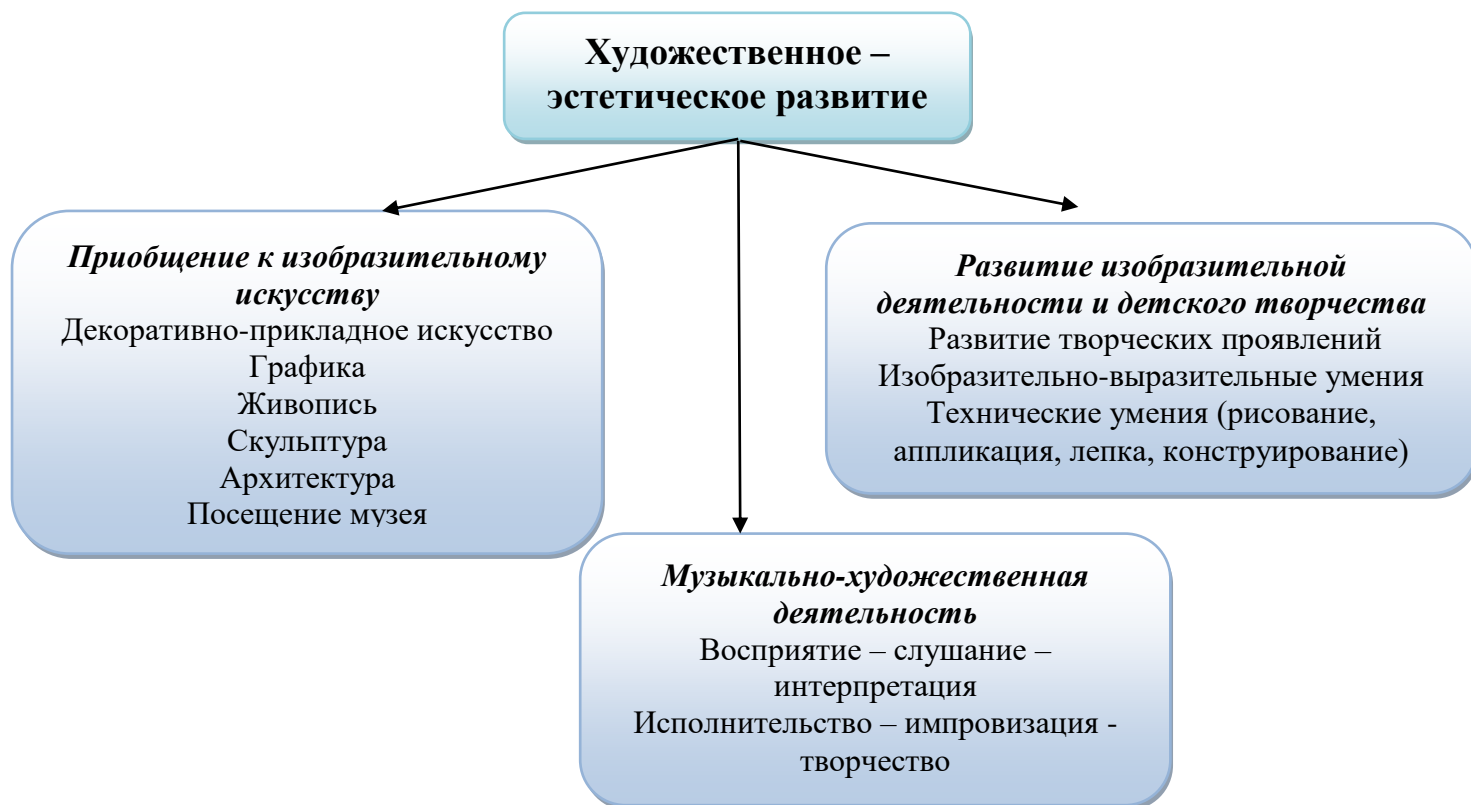 Художественное –
эстетическое развитие
Приобщение к изобразительному
искусству
Декоративно-прикладное искусство
Графика
Живопись
Скульптура
Архитектура
Посещение музея
Развитие изобразительной
деятельности и детского творчества
Развитие творческих проявлений
Изобразительно-выразительные умения
Технические умения (рисование,
аппликация, лепка, конструирование)
Музыкально-художественная
деятельность
Восприятие – слушание –
интерпретация
Исполнительство – импровизация -
творчество